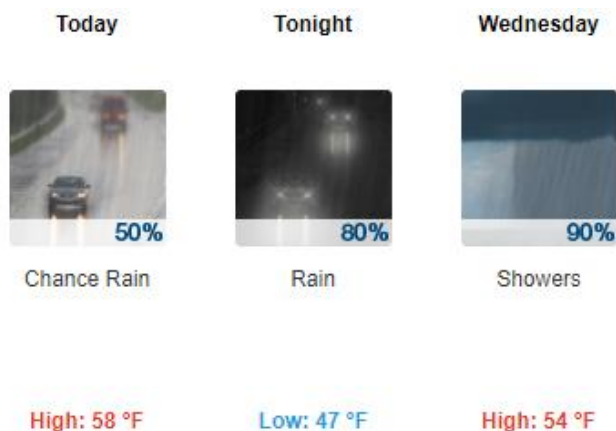 Today
Tonight
Wednesday
50%
80%
90%
Chance Rain
Rain
Showers
High: 58 °F
Low: 47 °F
High: 54 °F